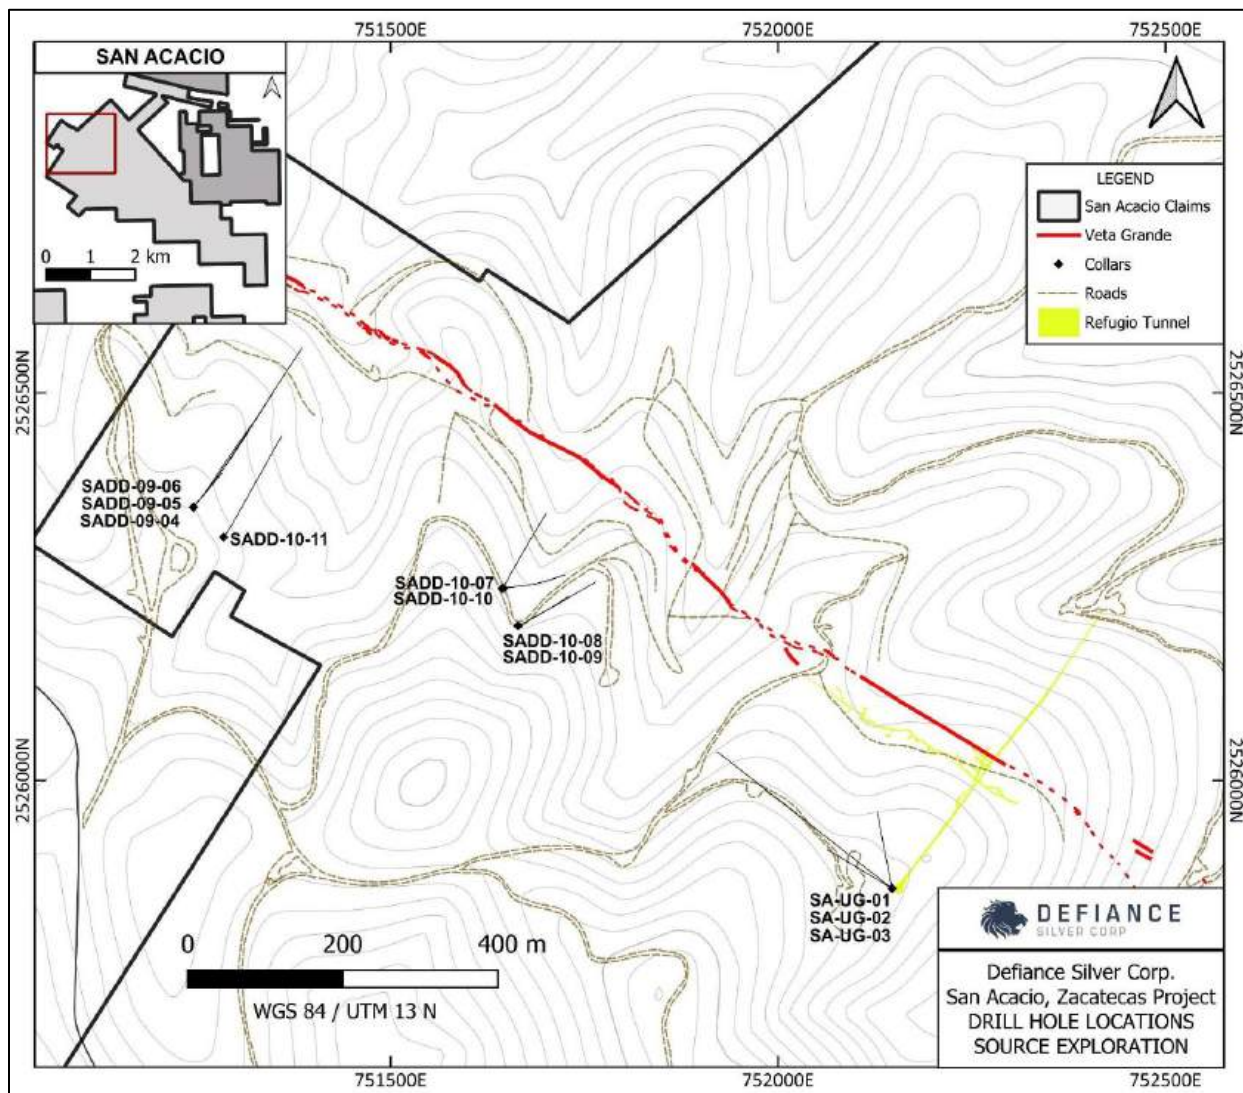 751500E
752000E
752500E
SAN ACACIO
0 1 2 km
LEGEND
San Acacio Claims
Veta Grande
Collars
Roads
Refugio Tunnel
2526500N
2526500N
SADD-09-06
SADD-09-05
SADD-09-04
SADD-10-11
SADD-10-07
SADD-10-10
SADD-10-08
SADD-10-09
2526000N
2526000N
SA-UG-01
SA-UG-02
SA-UG-03
0 200 400 m
WGS 84 / UTM 13 N
DEFIANCE
SILVER CORP
Defiance Silver Corp.
San Acacio, Zacatecas Project
DRILL HOLE LOCATIONS
SOURCE EXPLORATION
751500E
752000E
752500E